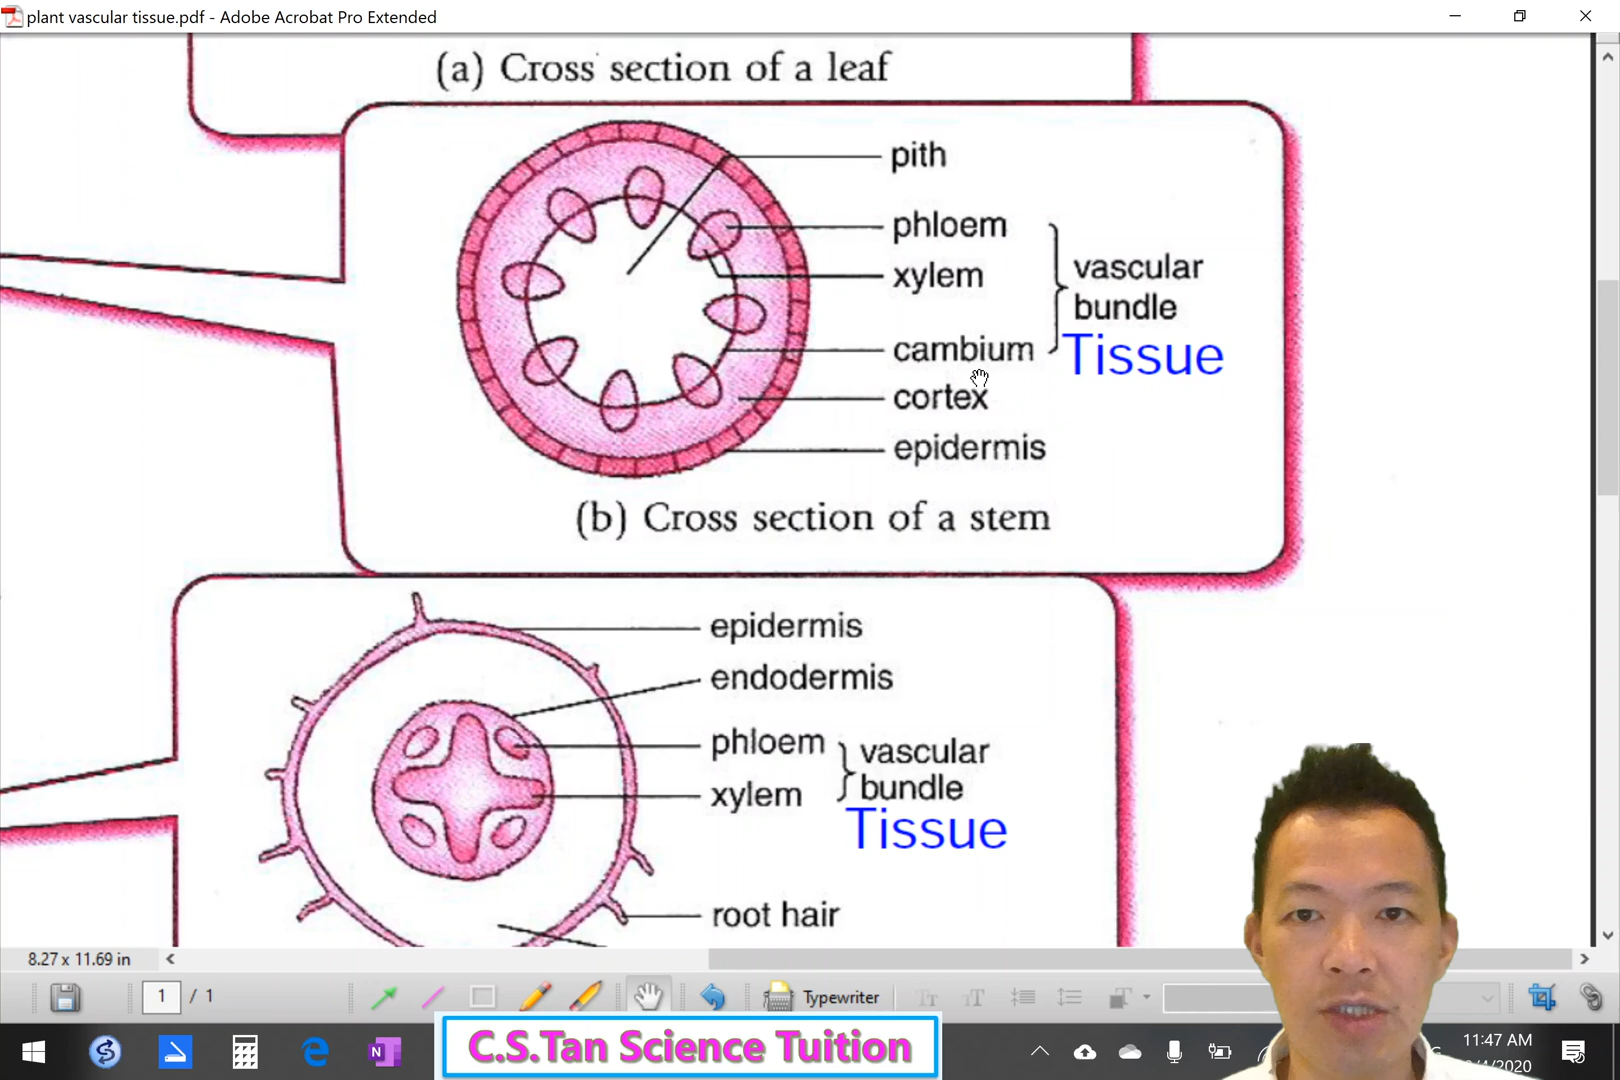 plant vascular tissue.pdf - Adobe Acrobat Pro Extended
(a) Cross section of a leaf
pith
phloem
xylem
vascular
bundle
Tissue
cambium
cortex
epidermis
(b) Cross section of a stem
epidermis
endodermis
phloem
xylem
vascular
bundle
Tissue
root hair
8.27 x 11.69 in
1 / 1
Typewriter
C.S.Tan Science Tuition
11:47 AM
/4/2020